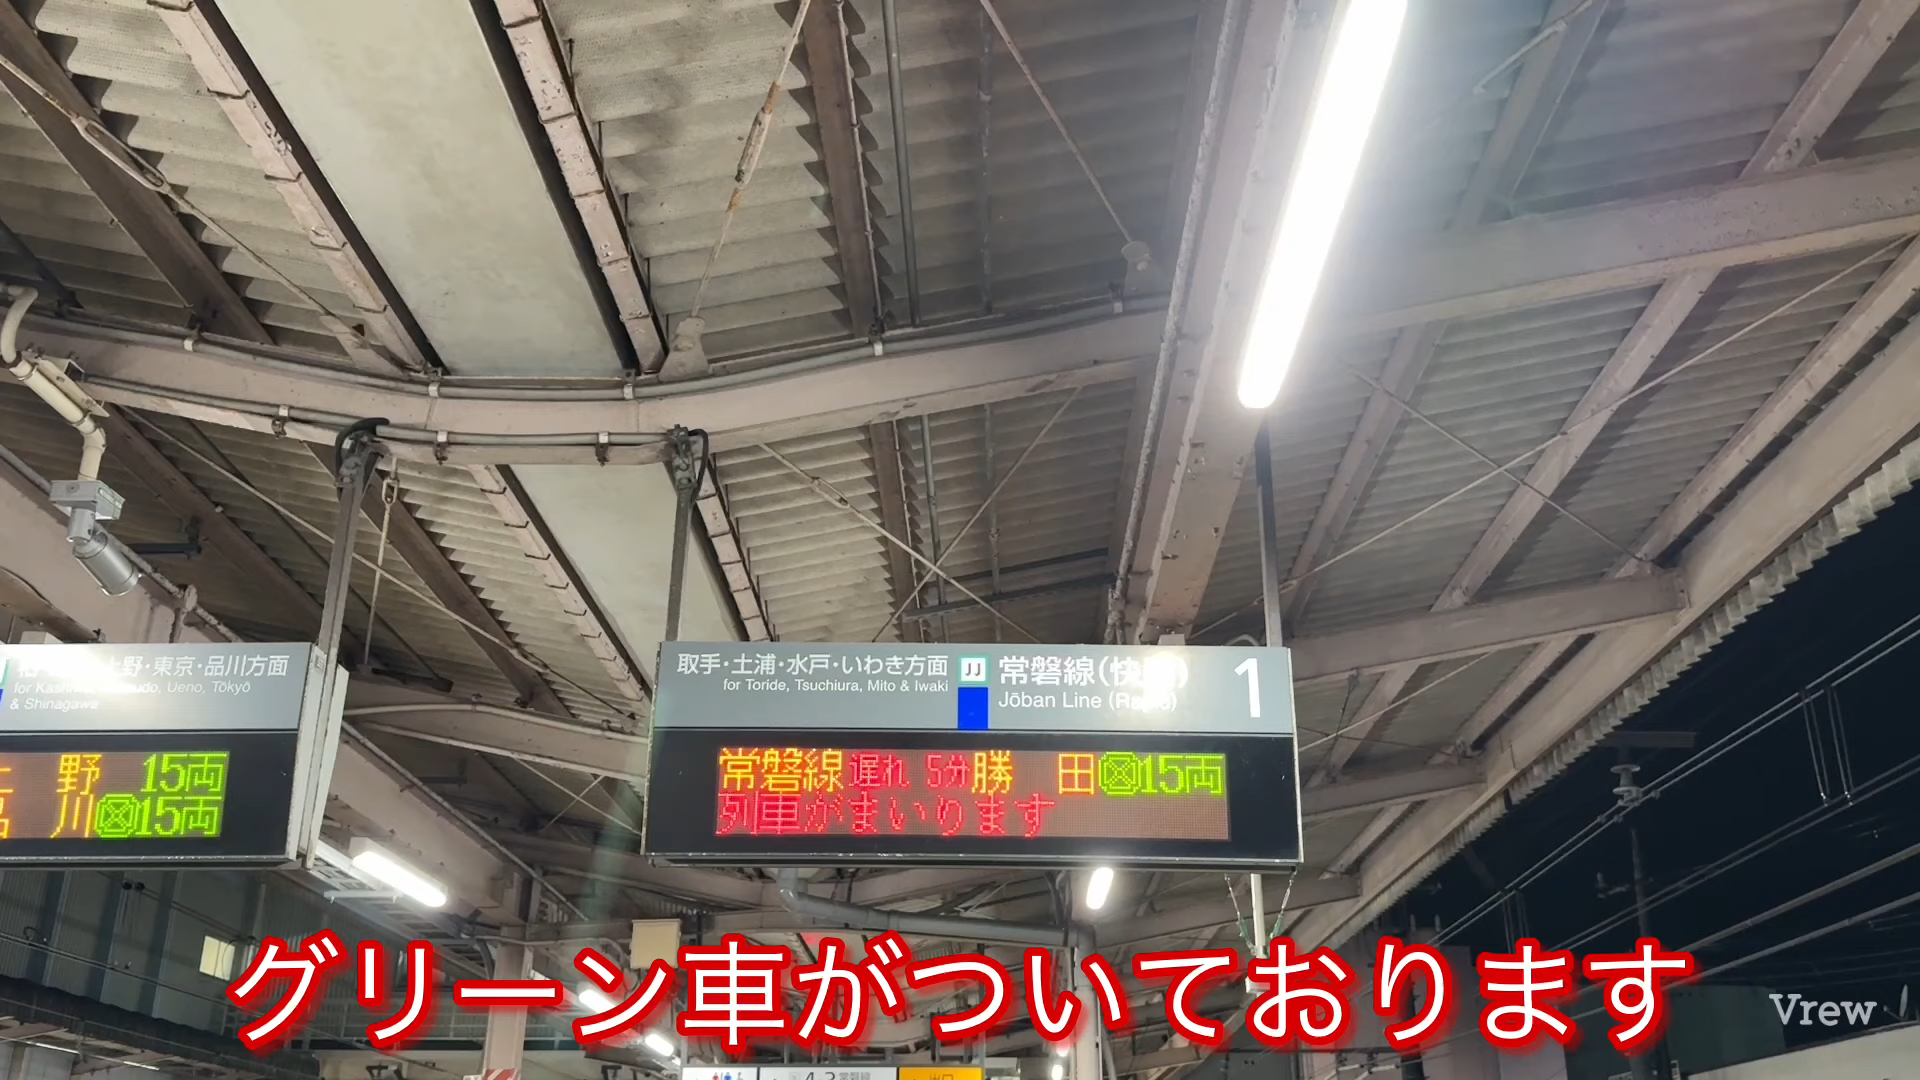 上野・東京・品川方面
for Kashiwa, Matsudo, Ueno, Tōkyō
& Shinagawa
野 15両
川 15両
取手・土浦・水戸・いわき方面
for Toride, Tsuchiura, Mito & Iwaki
JJ
常磐線(快速)
Jōban Line (Rapid)
1
常磐線 遅れ 5分 勝 田 15両
列車がまいります
グリーン車がついております
Vrew